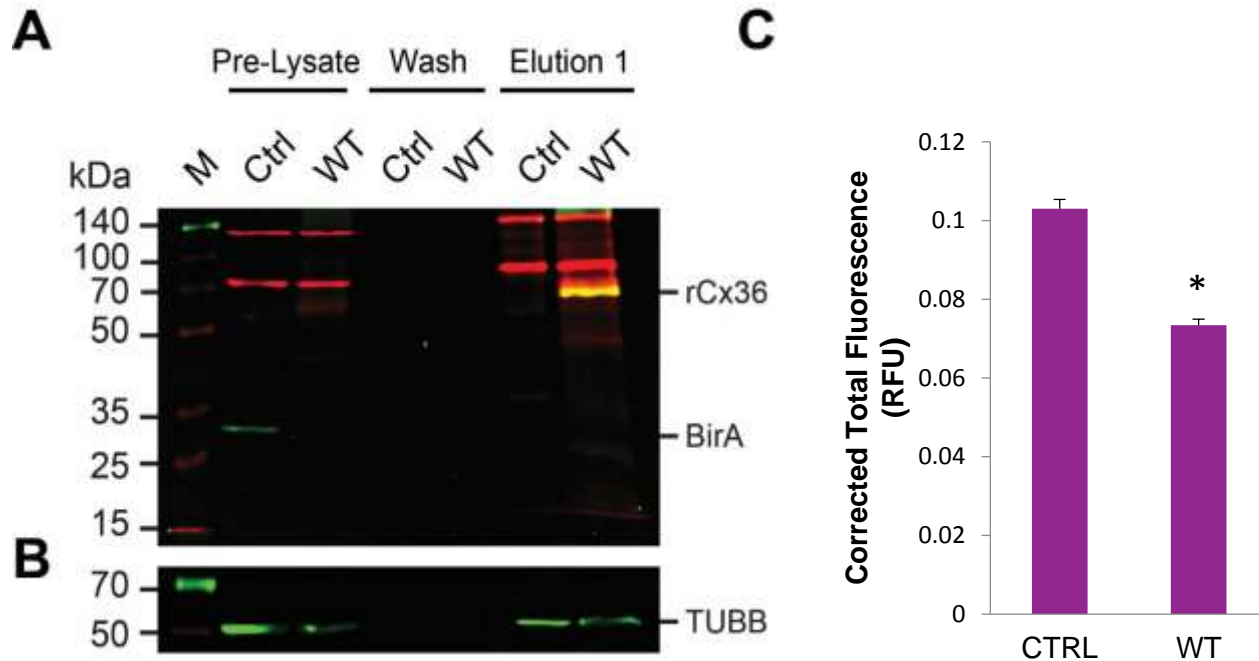 A
Pre-Lysate Wash Elution 1
kDa M Ctrl WT Ctrl WT Ctrl WT
140
100
70
50
35
25
15
rCx36
BirA
B
70
50
TUBB
C
Corrected Total Fluorescence
(RFU)
0.12
0.1
0.08
0.06
0.04
0.02
0
*
CTRL WT